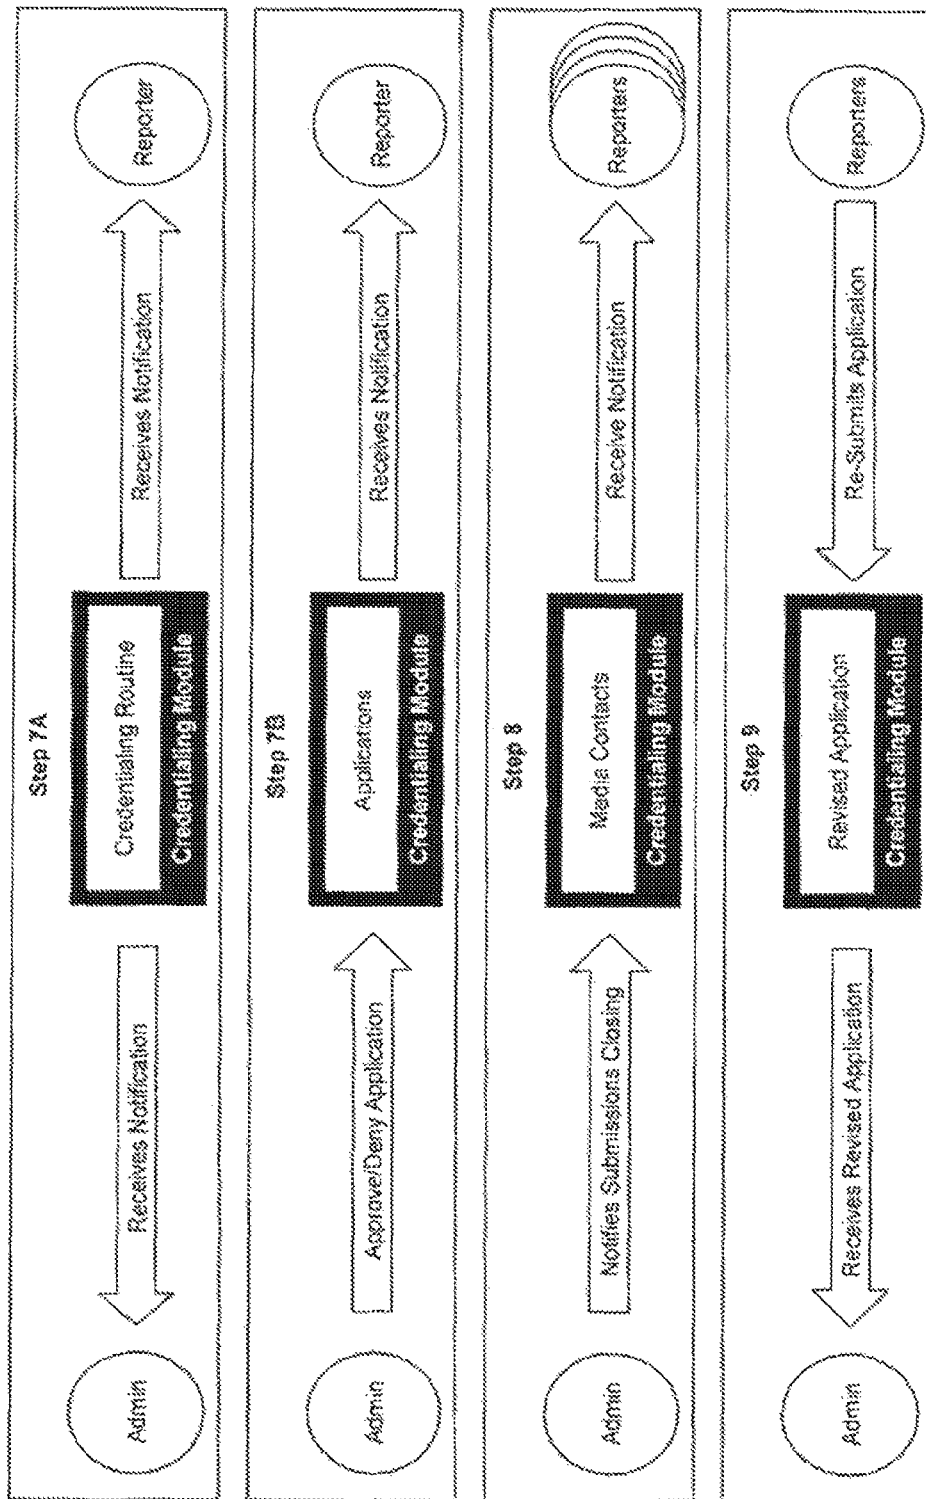 Step 7A
Admin
Receives Notification
Credentialing Routine
Credentialing Module
Receives Notification
Reporter
Step 7B
Admin
Approve/Deny Application
Applications
Credentialing Module
Receives Notification
Reporter
Step 8
Admin
Notifies Submissions Closing
Media Contacts
Credentialing Module
Receive Notification
Reporters
Step 9
Admin
Receives Revised Application
Revised Application
Credentialing Module
Re-Submits Application
Reporters